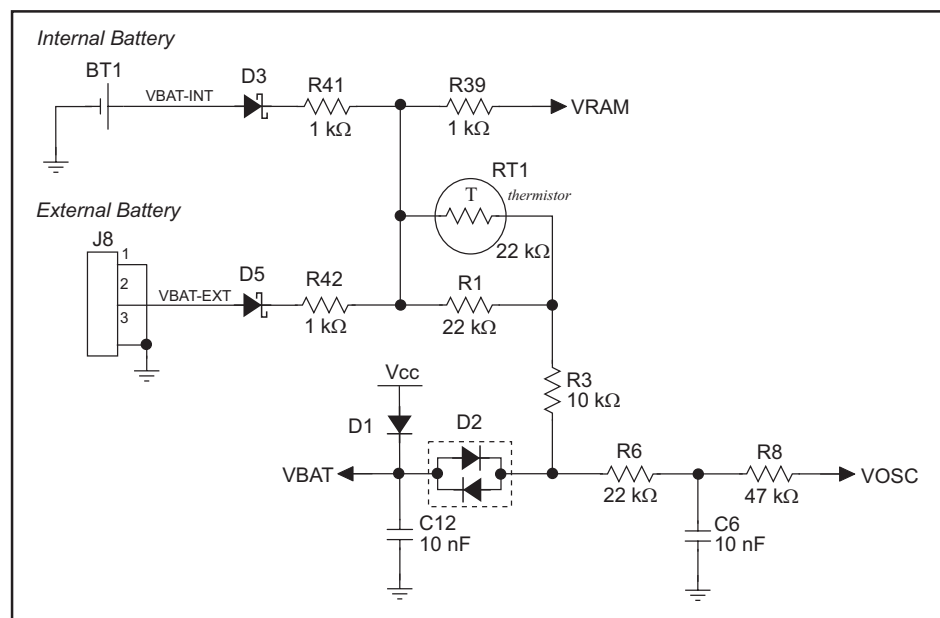 Internal Battery
BT1
VBAT-INT
D3
R41
1 kΩ
R39
1 kΩ
VRAM
RT1
T
thermistor
22 kΩ
External Battery
J8
1
2
3
VBAT-EXT
D5
R42
1 kΩ
R1
22 kΩ
R3
10 kΩ
Vcc
D1
D2
VBAT
R6
22 kΩ
R8
47 kΩ
VOSC
C12
10 nF
C6
10 nF